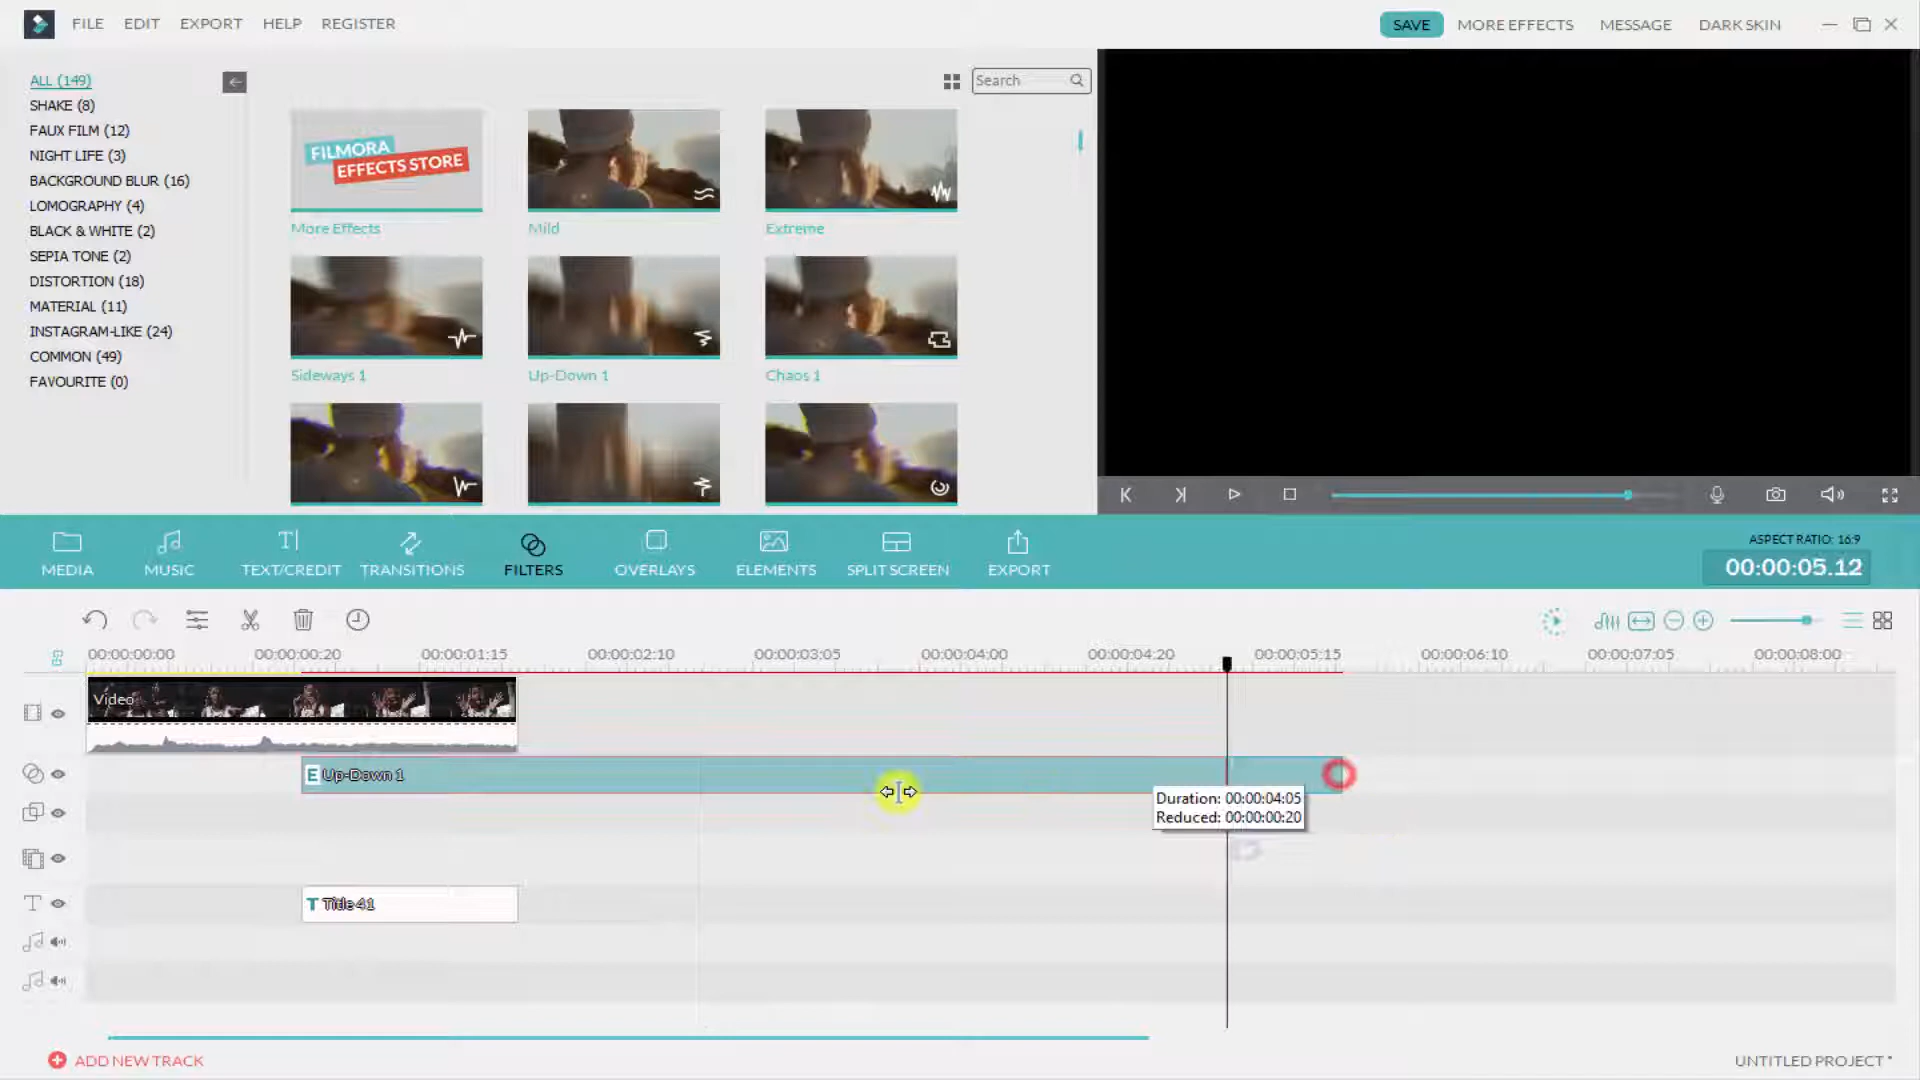 FILE EDIT EXPORT HELP REGISTER
SAVE MORE EFFECTS MESSAGE DARK SKIN
ALL (149)
SHAKE (8)
FAUX FILM (12)
NIGHT LIFE (3)
BACKGROUND BLUR (16)
LOMOGRAPHY (4)
BLACK & WHITE (2)
SEPIA TONE (2)
DISTORTION (18)
MATERIAL (11)
INSTAGRAM-LIKE (24)
COMMON (49)
FAVOURITE (0)
Search
FILMORA
EFFECTS STORE
More Effects
Mild
Extreme
Sideways 1
Up-Down 1
Chaos 1
MEDIA
MUSIC
TEXT/CREDIT
TRANSITIONS
FILTERS
OVERLAYS
ELEMENTS
SPLIT SCREEN
EXPORT
ASPECT RATIO: 16:9
00:00:05.12
00:00:00:00 00:00:00:20 00:00:01:15 00:00:02:10 00:00:03:05 00:00:04:00 00:00:04:20 00:00:05:15 00:00:06:10 00:00:07:05 00:00:08:00
Video
E Up-Down 1
Duration: 00:00:04:05
Reduced: 00:00:00:20
T Title 41
ADD NEW TRACK
UNTITLED PROJECT *